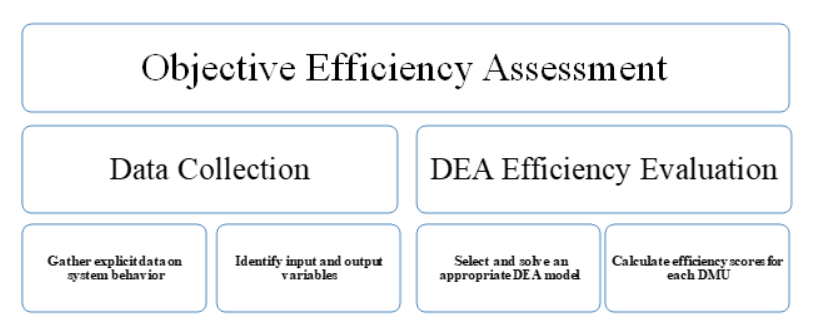 Objective Efficiency Assessment
Data Collection
DEA Efficiency Evaluation
Gather explicit data on
system behavior
Identify input and output
variables
Select and solve an
appropriate DEA model
Calculate efficiency scores for
each DMU